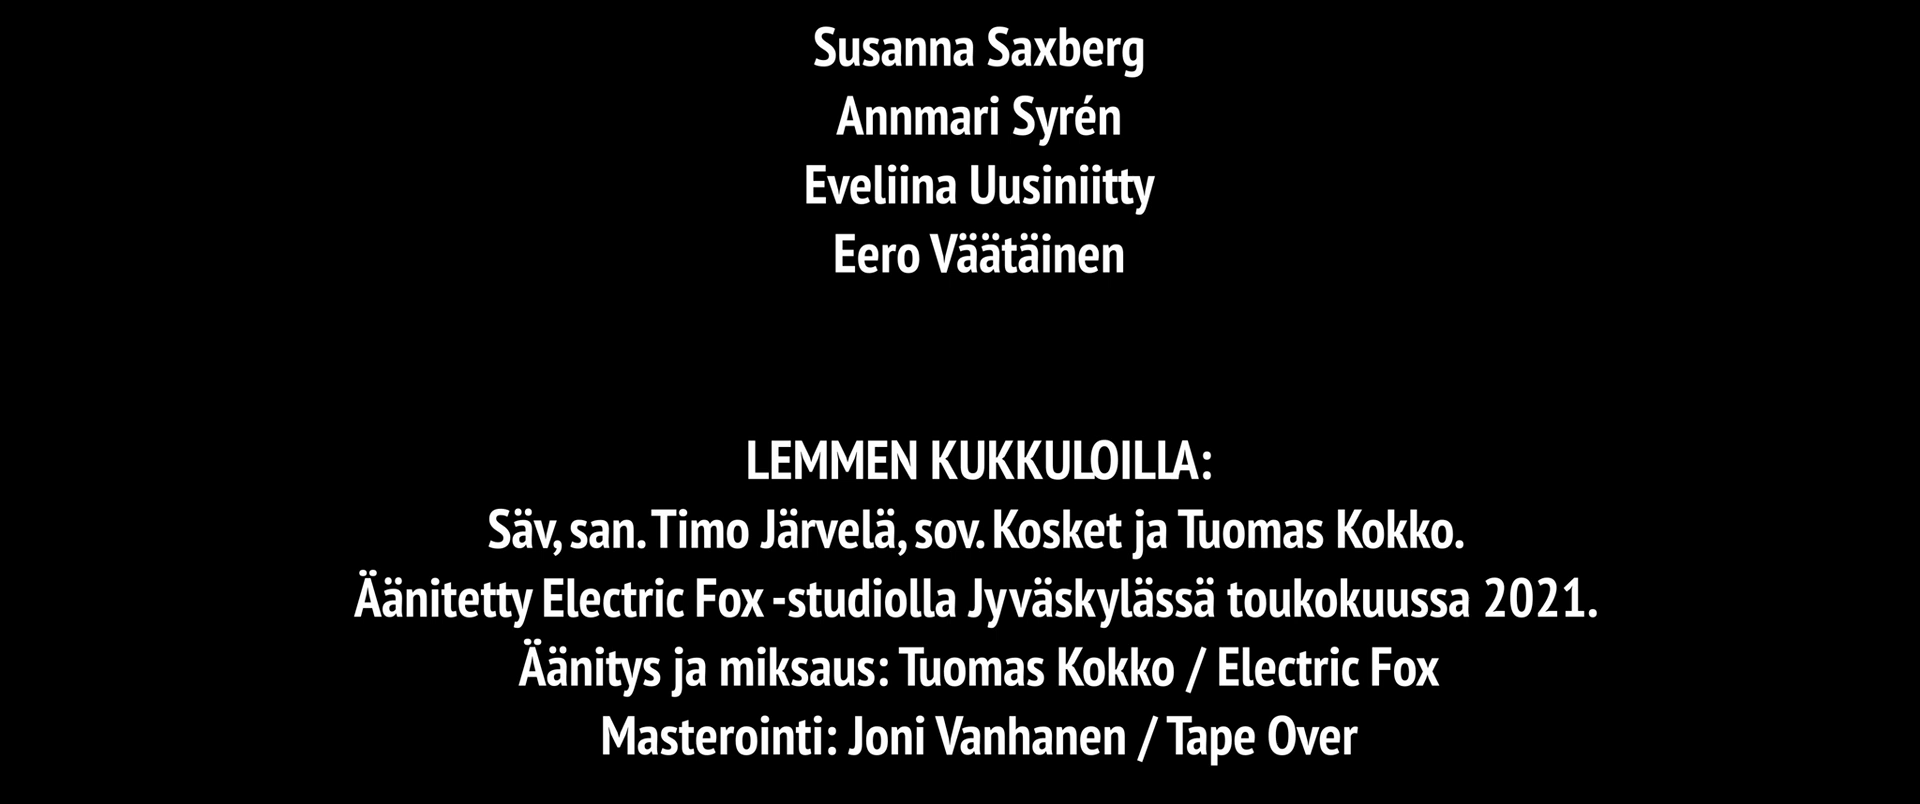 Susanna Saxberg
Annmari Syrén
Eveliina Uusiniitty
Eero Väätäinen
LEMMEN KUKKULOILLA:
Säv, san. Timo Järvelä, sov. Kosket ja Tuomas Kokko.
Äänitetty Electric Fox -studiolla Jyväskylässä toukokuussa 2021.
Äänitys ja miksaus: Tuomas Kokko / Electric Fox
Masterointi: Joni Vanhanen / Tape Over